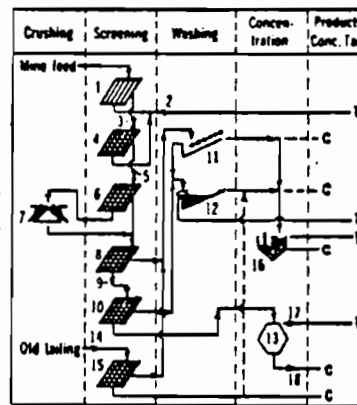 Crushing Screening Washing Concen- Product
tration Conc. Ta
Mine feed
1
2
3
T
4
11
C
5
6
12
C
7
T
8
16
T
C
9
10
17
T
Old tailing 14
13
15
18
C
C